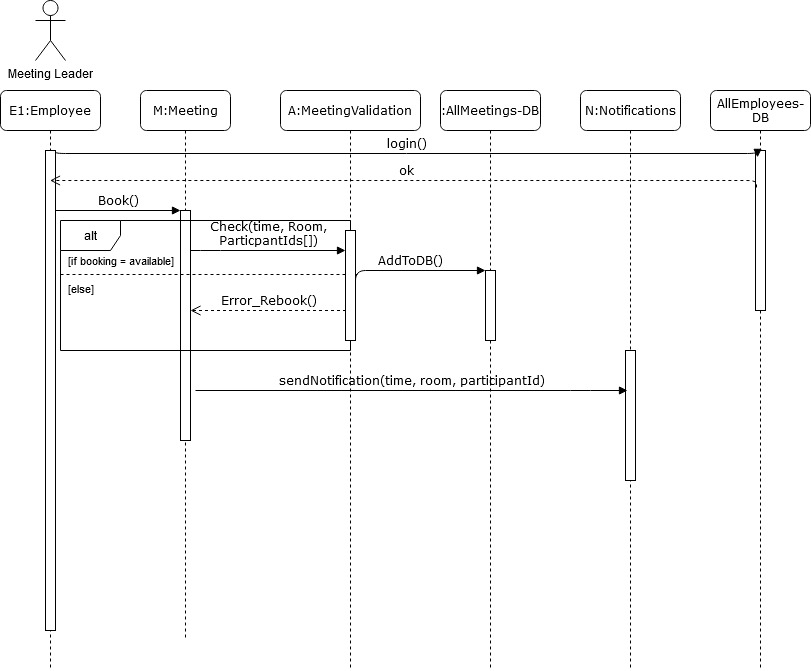 Meeting Leader
E1:Employee
M:Meeting
A:MeetingValidation
:AllMeetings-DB
N:Notifications
AllEmployees-
DB
login()
ok
Book()
alt
Check(time, Room,
ParticpantIds[])
[if booking = available]
AddToDB()
[else]
Error_Rebook()
sendNotification(time, room, participantId)